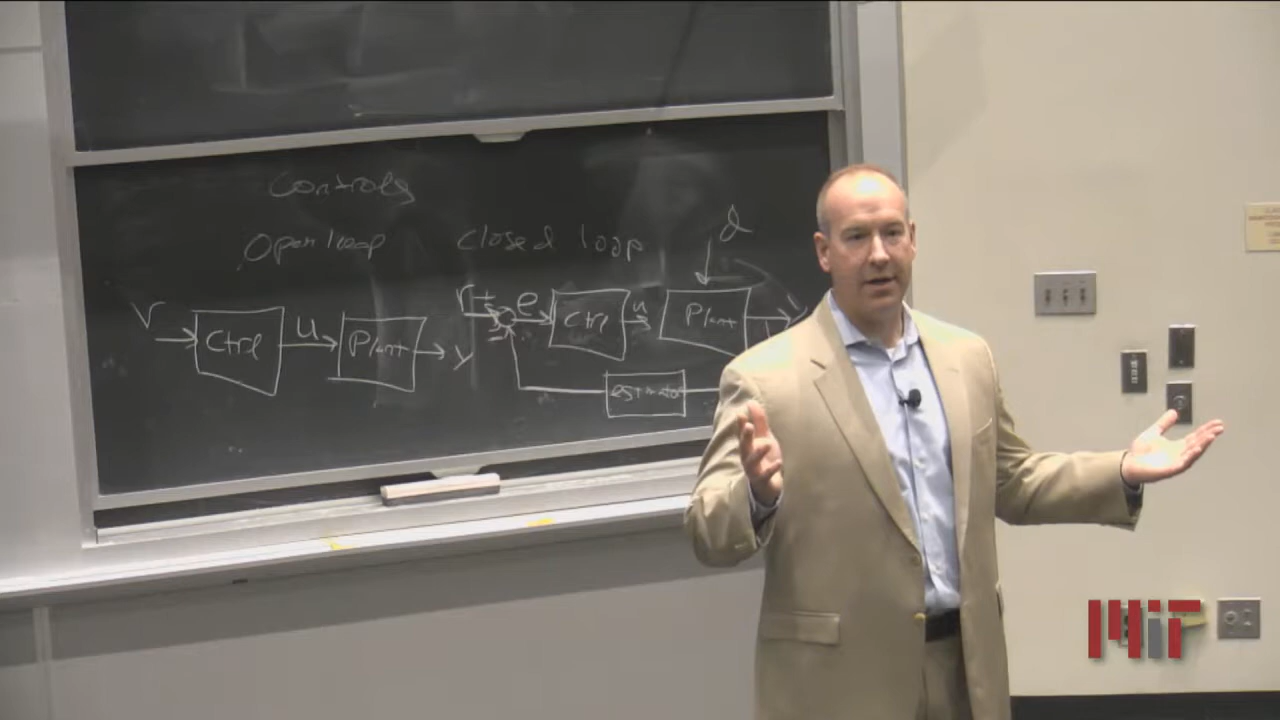 Controls
Open loop
closed loop
d
r
Ctrl
u
Plant
y
r
+
-
e
Ctrl
u
Plant
estimator
MIT